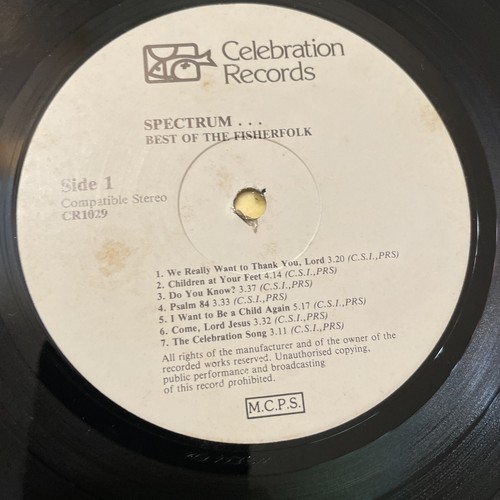 Celebration
Records
SPECTRUM . . .
BEST OF THE FISHERFOLK
Side 1
Compatible Stereo
CR1029
1. We Really Want to Thank You, Lord 3.20 (C.S.I.,PRS)
2. Children at Your Feet 4.14 (C.S.I.,PRS)
3. Do You Know? 3.37 (C.S.I.,PRS)
4. Psalm 84 3.33 (C.S.I.,PRS)
5. I Want to Be a Child Again 5.17 (C.S.I.,PRS)
6. Come, Lord Jesus 3.32 (C.S.I.,PRS)
7. The Celebration Song 3.11 (C.S.I.,PRS)
All rights of the manufacturer and of the owner of the
recorded works reserved. Unauthorised copying,
public performance and broadcasting
of this record prohibited.
M.C.P.S.